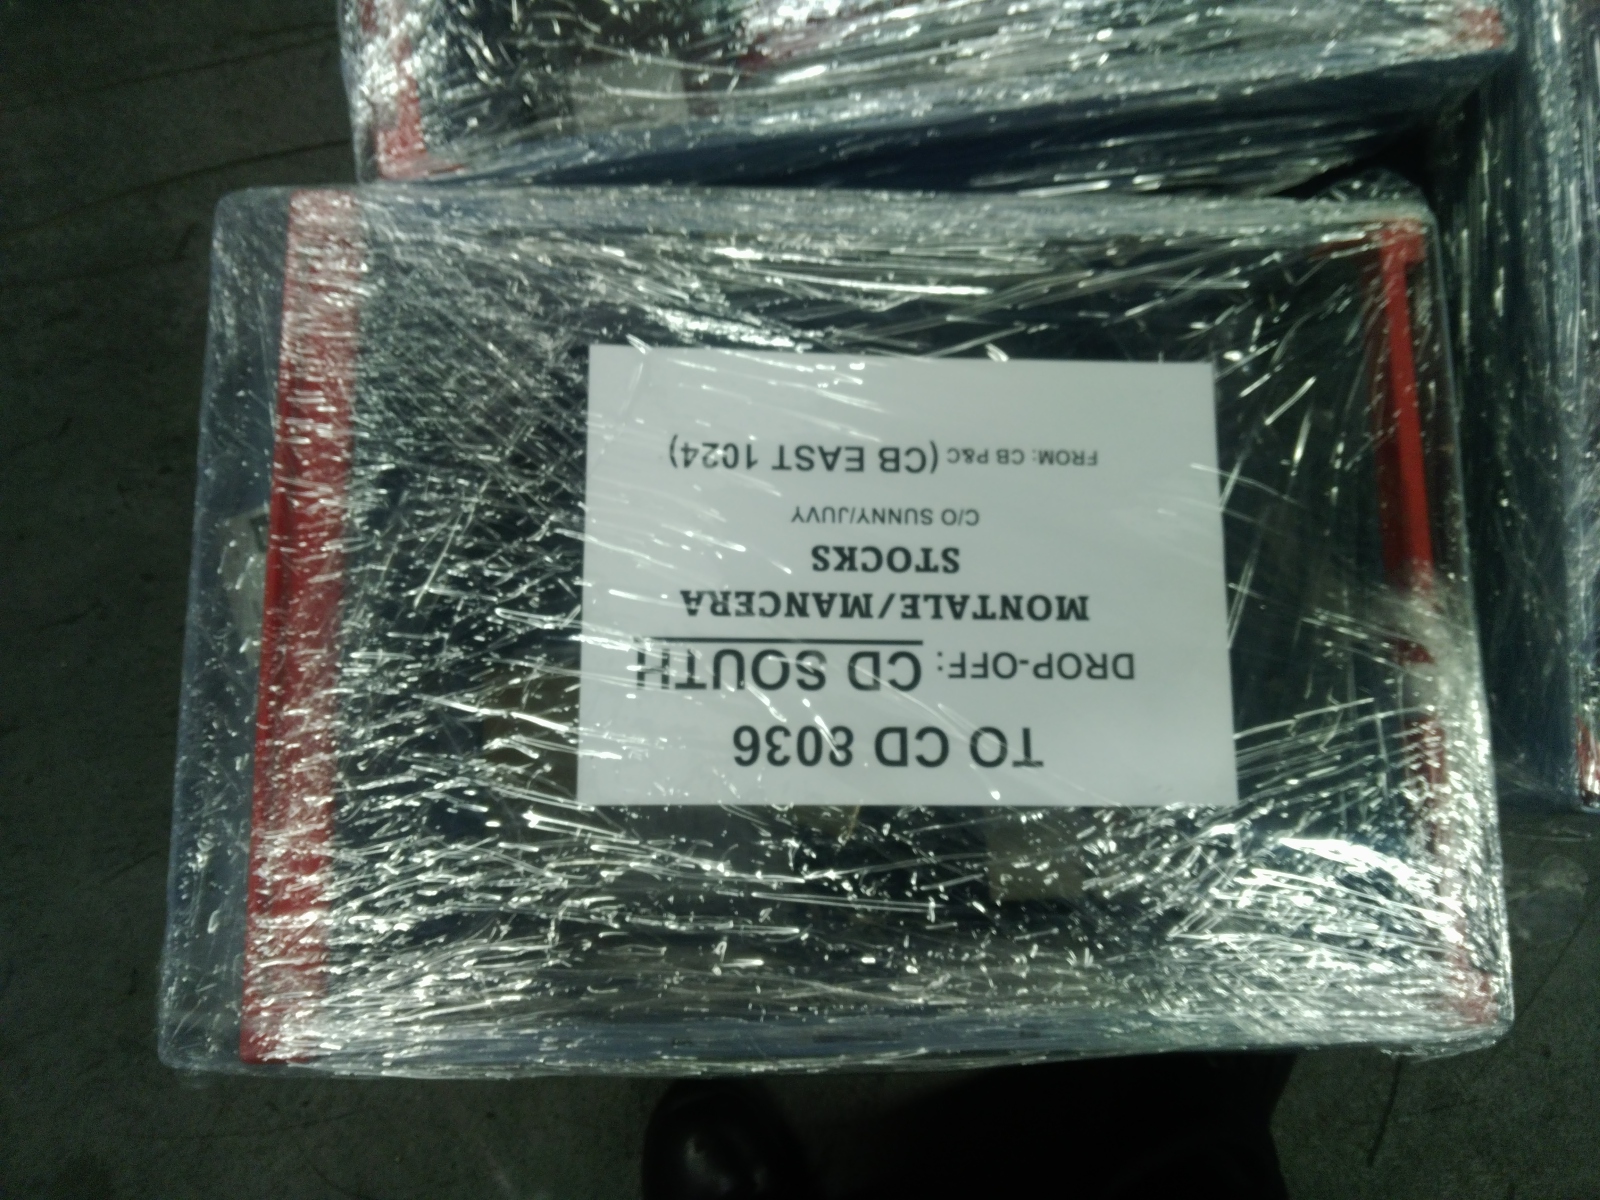 TO CD 8036
DROP-OFF: CD SOUTH
MONTALE/MANCERA
STOCKS
C/O SUNNY/JUVY
FROM: CB P&C (CB EAST 1024)